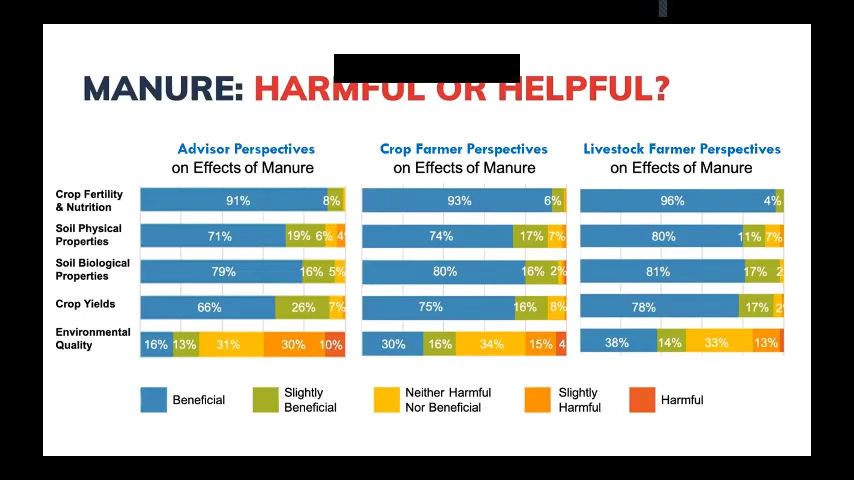 MANURE: HARMFUL OR HELPFUL?
Advisor Perspectives
on Effects of Manure
Crop Farmer Perspectives
on Effects of Manure
Livestock Farmer Perspectives
on Effects of Manure
Crop Fertility
& Nutrition
91% 8% 93% 6% 96% 4%
Soil Physical
Properties
71% 19% 6% 4% 74% 17% 7% 80% 11% 7%
Soil Biological
Properties
79% 16% 5% 80% 16% 2% 81% 17% 2
Crop Yields
66% 26% 7% 75% 16% 8% 78% 17% 2
Environmental
Quality
16% 13% 31% 30% 10% 30% 16% 34% 15% 4 38% 14% 33% 13%
Beneficial
Slightly
Beneficial
Neither Harmful
Nor Beneficial
Slightly
Harmful
Harmful